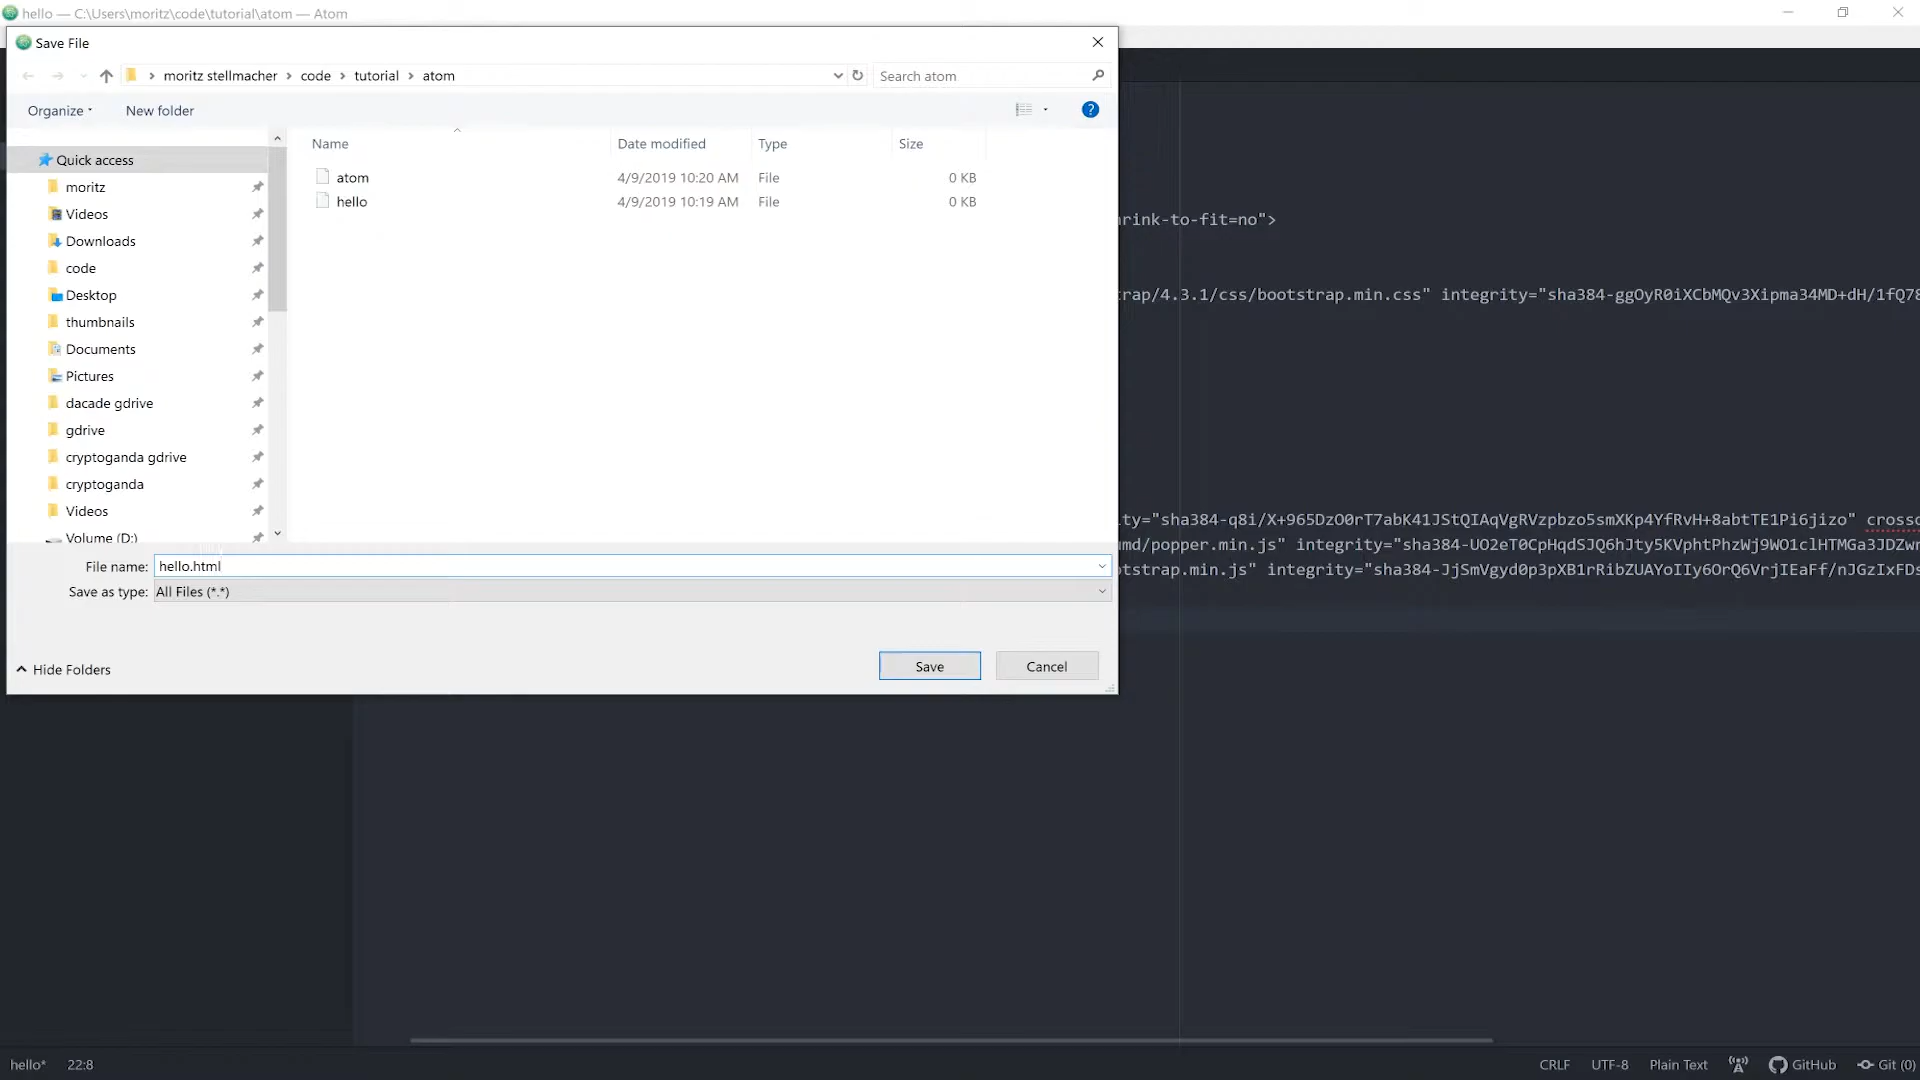 hello — C:\Users\moritz\code\tutorial\atom — Atom
Save File
moritz stellmacher > code > tutorial > atom
Search atom
Organize
New folder
Name
Date modified
Type
Size
Quick access
moritz
Videos
Downloads
code
Desktop
thumbnails
Documents
Pictures
dacade gdrive
gdrive
cryptoganda gdrive
cryptoganda
Videos
Volume (D:)
atom 4/9/2019 10:20 AM File 0 KB
hello 4/9/2019 10:19 AM File 0 KB
File name: hello.html
Save as type: All Files (*.*)
Hide Folders
Save
Cancel
rink-to-fit=no">
rap/4.3.1/css/bootstrap.min.css" integrity="sha384-ggOyR0iXCbMQv3Xipma34MD+dH/1fQ78
ity="sha384-q8i/X+965DzO0rT7abK41JStQIAqVgRVzpbzo5smXKp4YfRvH+8abtTE1Pi6jizo" crosso
md/popper.min.js" integrity="sha384-UO2eT0CpHqdSJQ6hJty5KVphtPhzWj9WO1clHTMGa3JDZwr
tstrap.min.js" integrity="sha384-JjSmVgyd0p3pXB1rRibZUAYoIIy6OrQ6VrjIEaFf/nJGzIxFDs
hello*
22:8
CRLF
UTF-8
Plain Text
GitHub
Git (0)